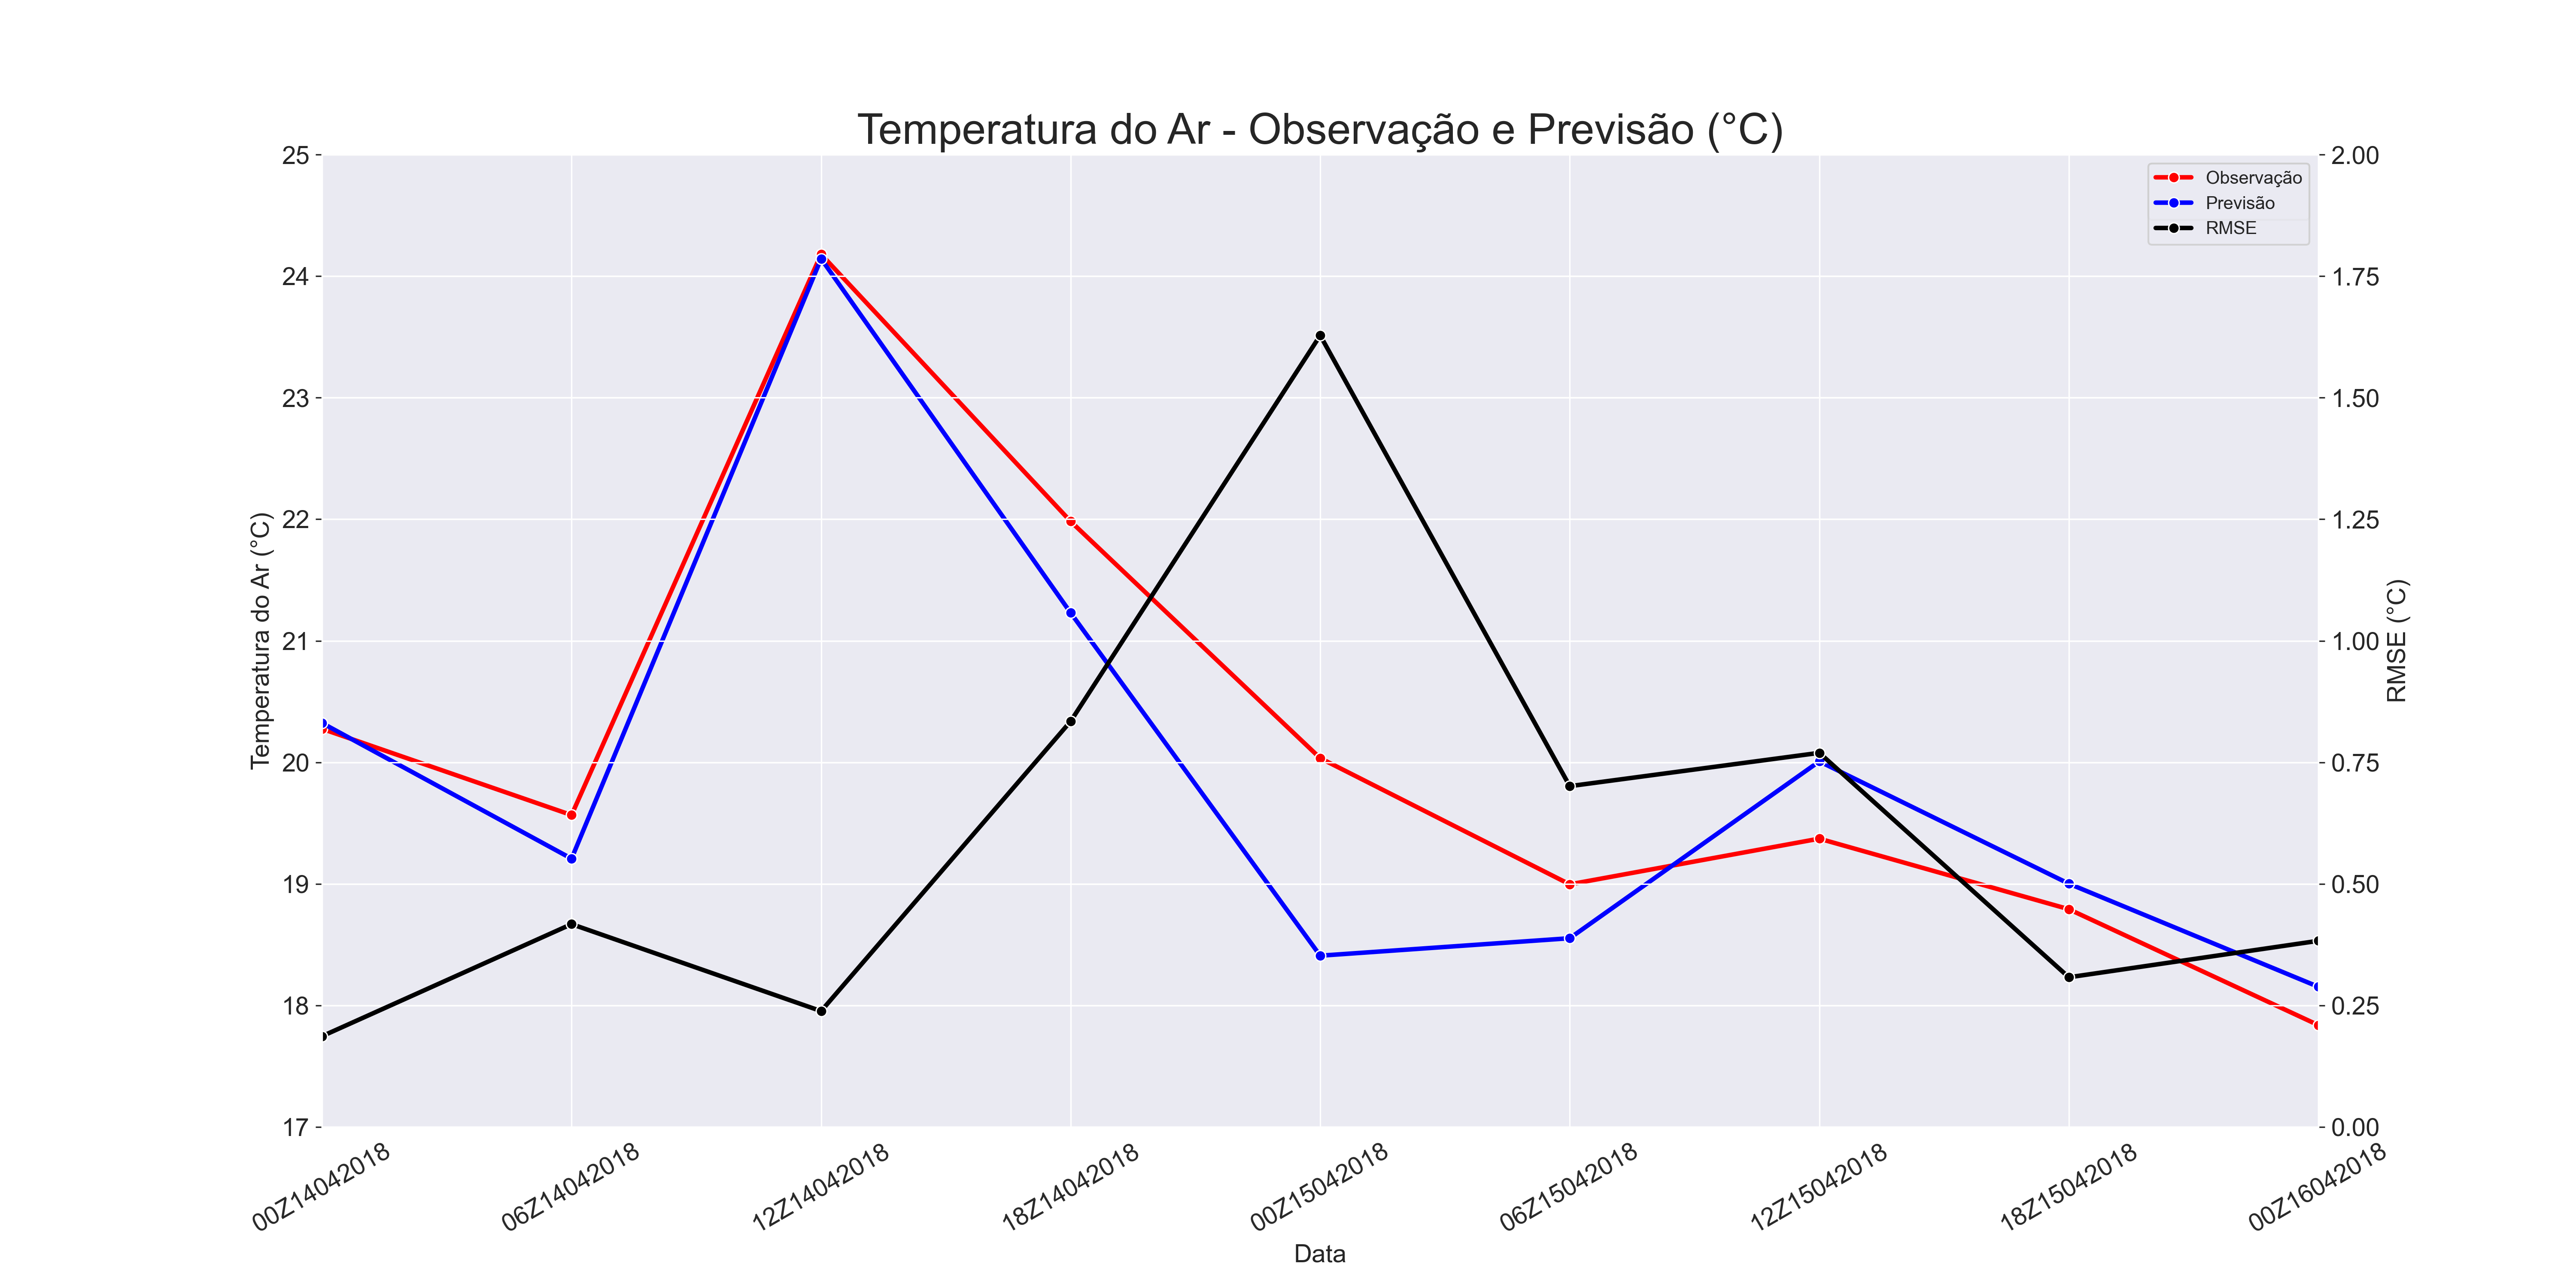 Temperatura do Ar - Observação e Previsão (°C)
Observação
Previsão
RMSE
Temperatura do Ar (°C)
25
24
23
22
21
20
19
18
17
2.00
1.75
1.50
1.25
1.00
0.75
0.50
0.25
0.00
RMSE (°C)
00Z14042018
06Z14042018
12Z14042018
18Z14042018
00Z15042018
06Z15042018
12Z15042018
18Z15042018
00Z16042018
Data